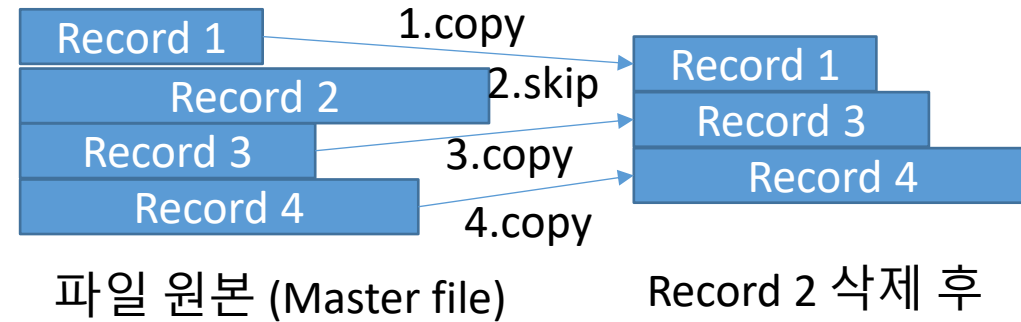 Record 1
Record 2
Record 3
Record 4
1.copy
2.skip
3.copy
4.copy
Record 1
Record 3
Record 4
파일 원본 (Master file)
Record 2 삭제 후